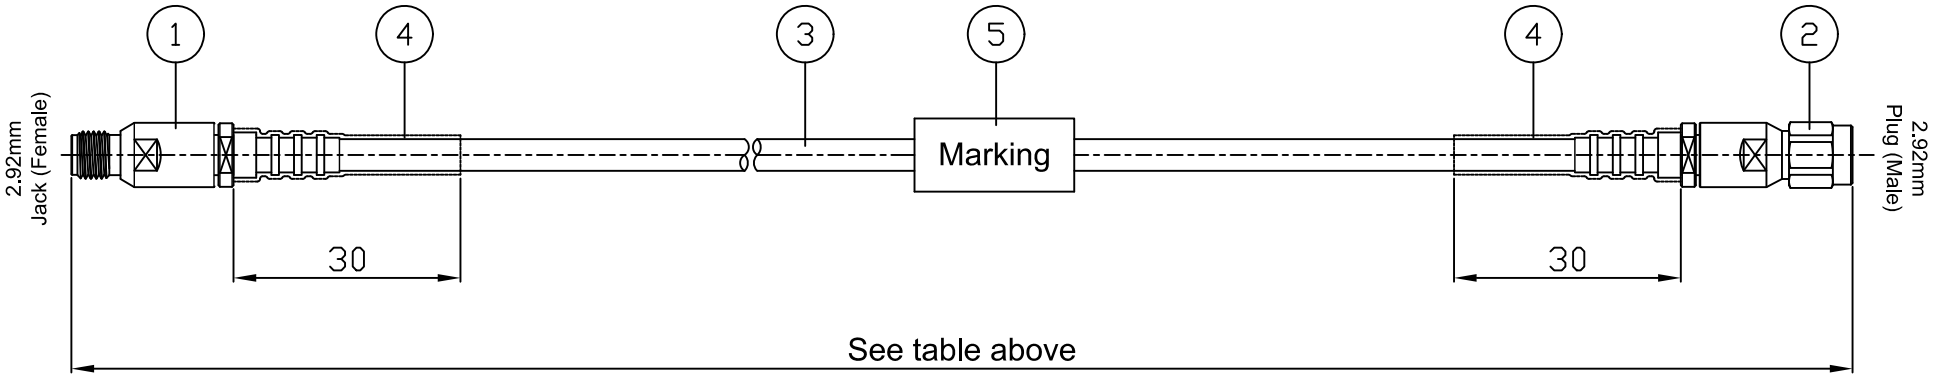 1
4
3
5
4
2
2.92mm
Jack (Female)
Marking
2.92mm
Plug (Male)
30
30
See table above